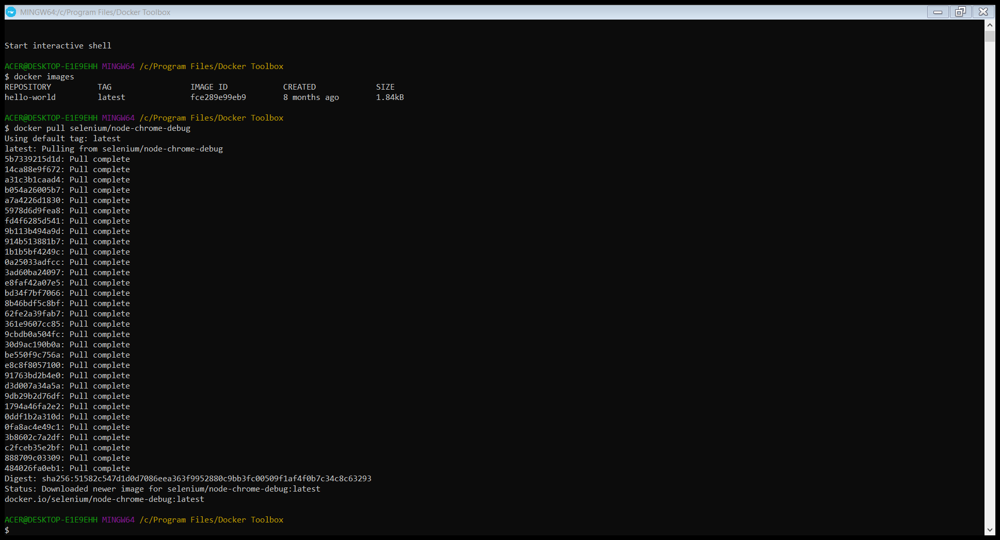 MINGW64:/c/Program Files/Docker Toolbox
Start interactive shell
ACER@DESKTOP-E1E9EHH MINGW64 /c/Program Files/Docker Toolbox
$ docker images
REPOSITORY          TAG                 IMAGE ID            CREATED             SIZE
hello-world         latest              fce289e99eb9        8 months ago        1.84kB
ACER@DESKTOP-E1E9EHH MINGW64 /c/Program Files/Docker Toolbox
$ docker pull selenium/node-chrome-debug
Using default tag: latest
latest: Pulling from selenium/node-chrome-debug
5b7339215d1d: Pull complete
14ca88e9f672: Pull complete
a31c3b1caad4: Pull complete
b054a26005b7: Pull complete
a7a4226d1830: Pull complete
5978d6d9fea8: Pull complete
fd4f6285d541: Pull complete
9b113b494a9d: Pull complete
914b513881b7: Pull complete
1b1b5bf4249c: Pull complete
0a25033adfcc: Pull complete
3ad60ba24097: Pull complete
e8faf42a07e5: Pull complete
bd34f7bf7066: Pull complete
8b46bdf5c8bf: Pull complete
62fe2a39fab7: Pull complete
361e9607cc85: Pull complete
9cbdb0a504fc: Pull complete
30d9ac190b0a: Pull complete
be550f9c756a: Pull complete
e8c8f8057100: Pull complete
91763bd2b4e0: Pull complete
d3d007a34a5a: Pull complete
9db29b2d76df: Pull complete
1794a46fa2e2: Pull complete
0ddf1b2a310d: Pull complete
0fa8ac4e49c1: Pull complete
3b8602c7a2df: Pull complete
c2fceb35e2bf: Pull complete
888709c03309: Pull complete
484026fa0eb1: Pull complete
Digest: sha256:51582c547d1d0d7086eea363f9952880c9bb3fc00509f1af4f0b7c34c8c63293
Status: Downloaded newer image for selenium/node-chrome-debug:latest
docker.io/selenium/node-chrome-debug:latest
ACER@DESKTOP-E1E9EHH MINGW64 /c/Program Files/Docker Toolbox
$